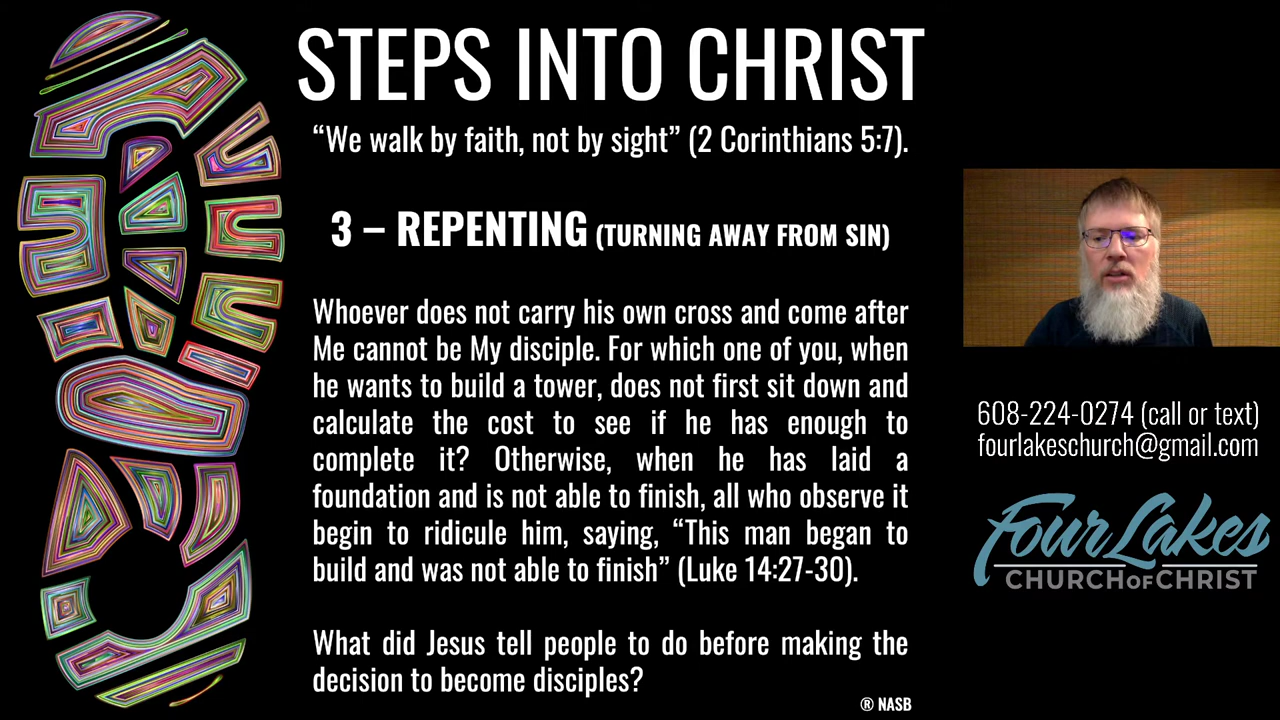 STEPS INTO CHRIST
“We walk by faith, not by sight” (2 Corinthians 5:7).
3 – REPENTING (TURNING AWAY FROM SIN)
Whoever does not carry his own cross and come after
Me cannot be My disciple. For which one of you, when
he wants to build a tower, does not first sit down and
calculate the cost to see if he has enough to
complete it? Otherwise, when he has laid a
foundation and is not able to finish, all who observe it
begin to ridicule him, saying, “This man began to
build and was not able to finish” (Luke 14:27-30).
What did Jesus tell people to do before making the
decision to become disciples?
® NASB
608-224-0274 (call or text)
fourlakeschurch@gmail.com
Four Lakes
CHURCH OF CHRIST